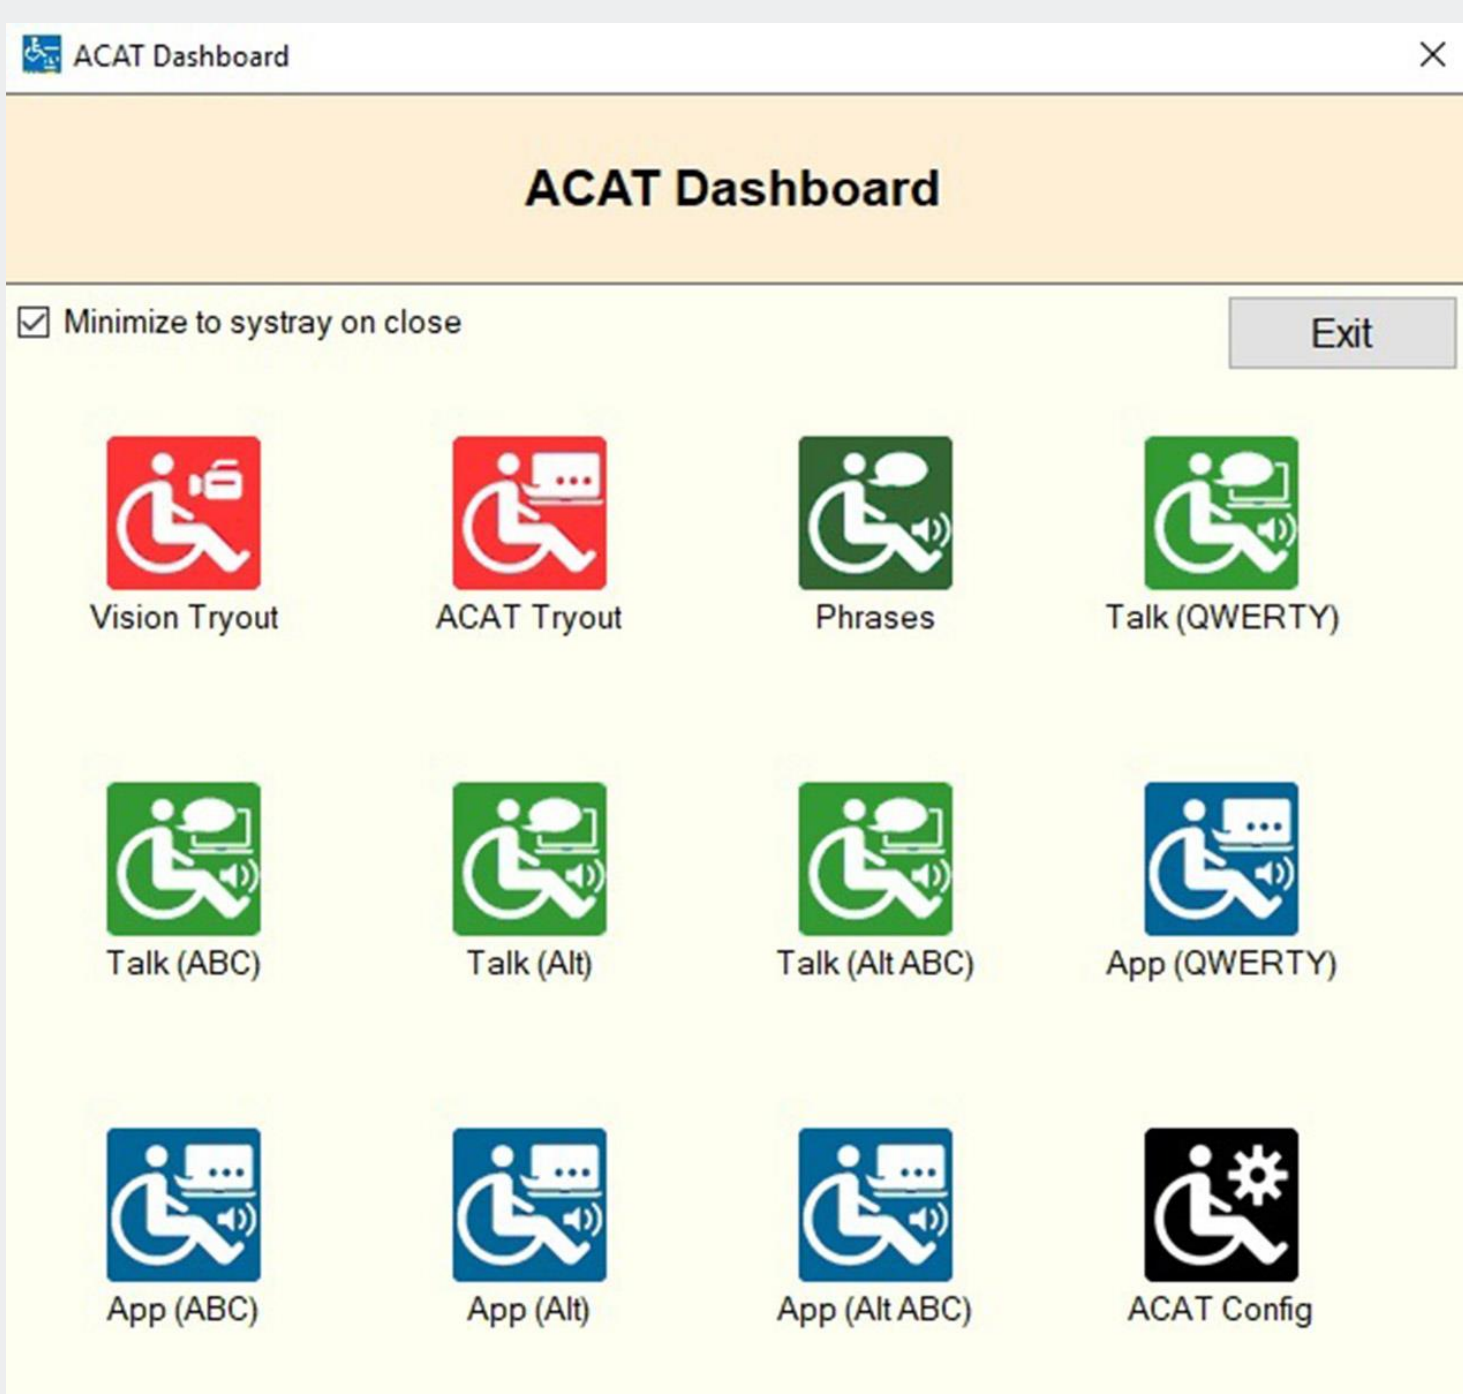 ACAT Dashboard
ACAT Dashboard
Minimize to systray on close
Exit
Vision Tryout
ACAT Tryout
Phrases
Talk (QWERTY)
Talk (ABC)
Talk (Alt)
Talk (Alt ABC)
App (QWERTY)
App (ABC)
App (Alt)
App (Alt ABC)
ACAT Config